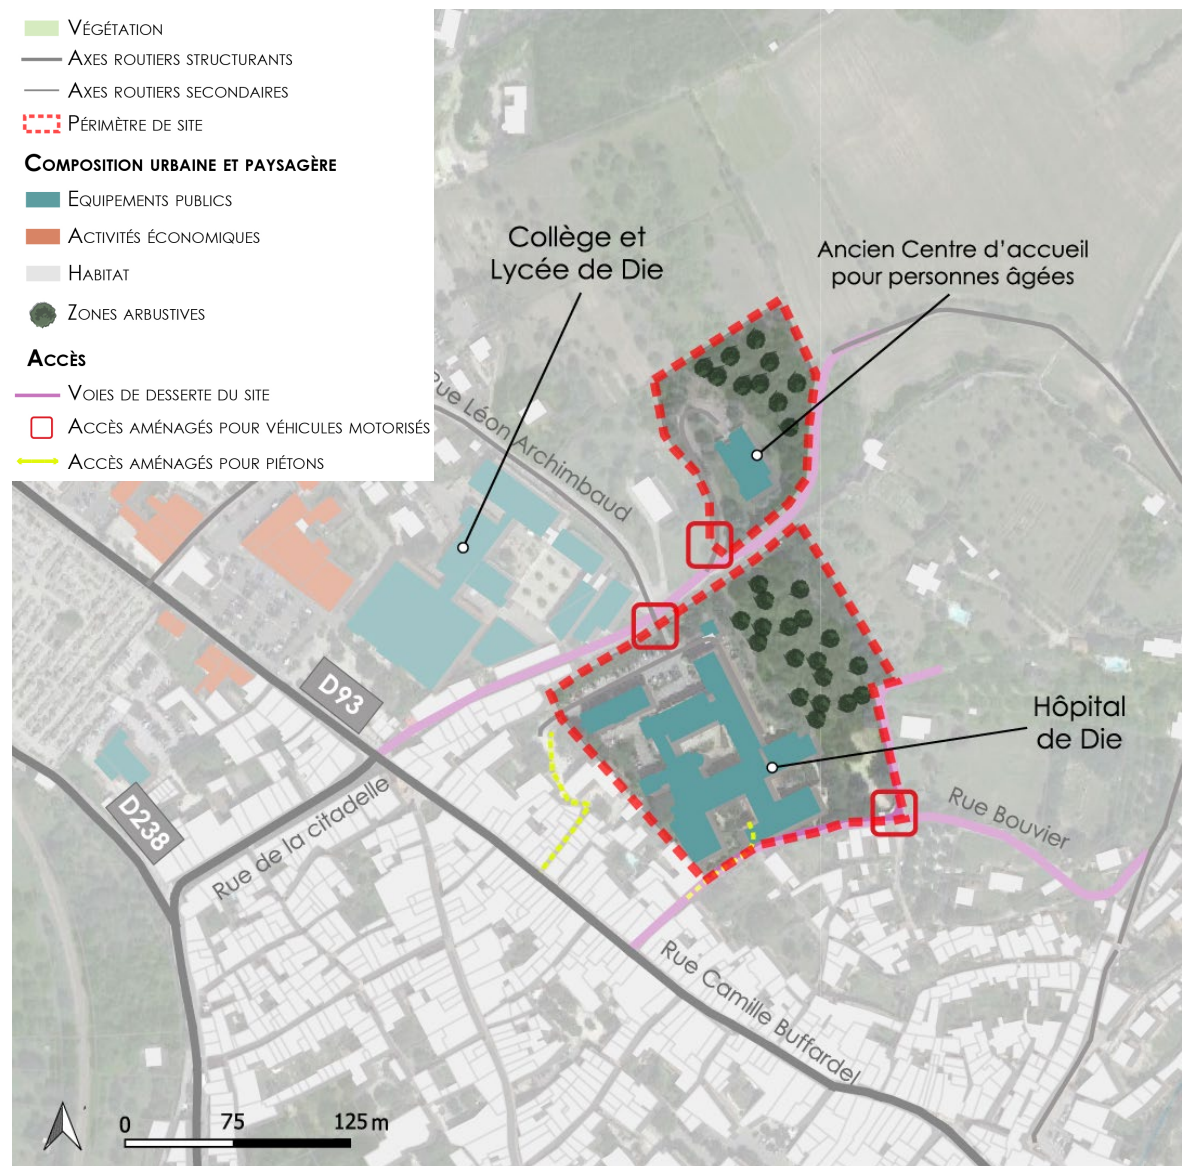 Végétation
Axes routiers structurants
Axes routiers secondaires
Périmètre de site
Composition urbaine et paysagère
Equipements publics
Activités économiques
Habitat
Zones arbustives
Accès
Voies de desserte du site
Accès aménagés pour véhicules motorisés
Accès aménagés pour piétons
Collège et
Lycée de Die
Ancien Centre d'accueil
pour personnes âgées
Rue Léon Archimbaud
D93
Hôpital
de Die
D238
Rue de la citadelle
Rue Bouvier
Rue Camille Buffardel
0 75 125 m